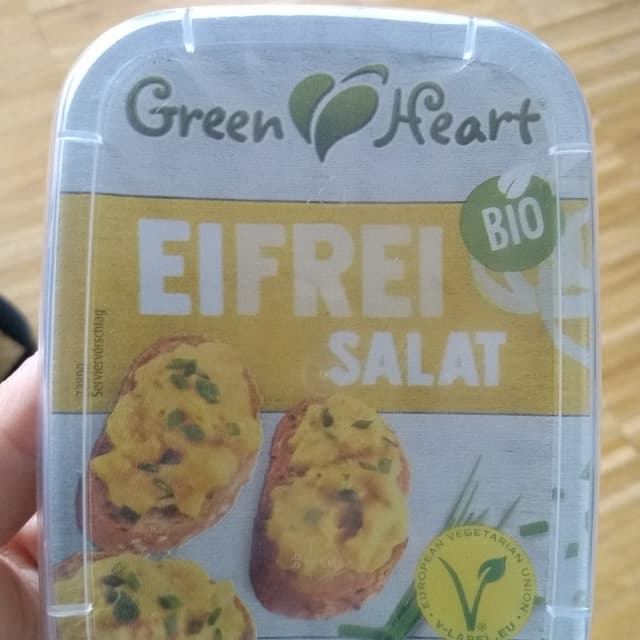 Green Heart
BIO
EIFREI
SALAT
Serviervorschlag
EUROPEAN VEGETARIAN UNION
V-LABEL.EU